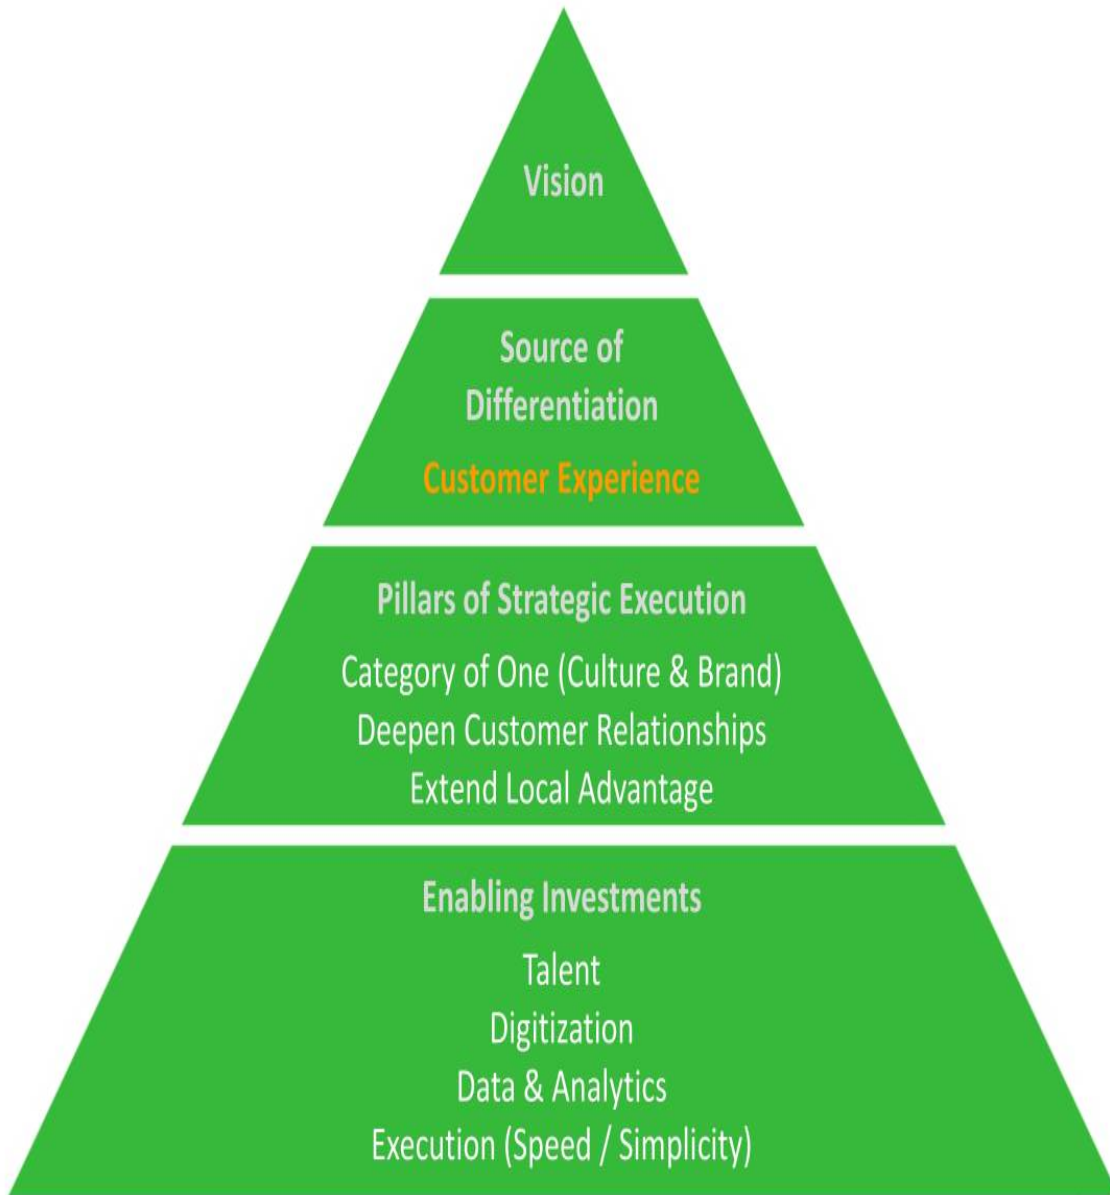 Vision
Source of
Differentiation
Customer Experience
Pillars of Strategic Execution
Category of One (Culture & Brand)
Deepen Customer Relationships
Extend Local Advantage
Enabling Investments
Talent
Digitization
Data & Analytics
Execution (Speed / Simplicity)